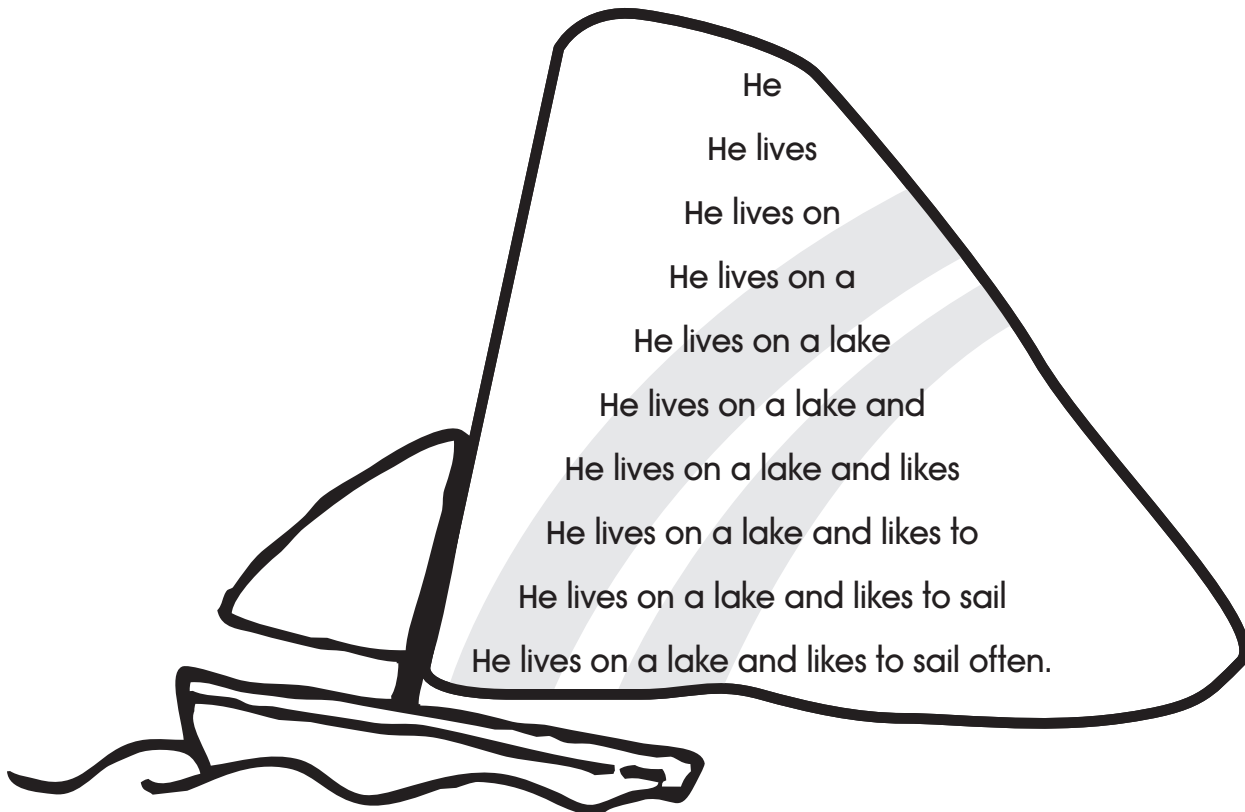 He
He lives
He lives on
He lives on a
He lives on a lake
He lives on a lake and
He lives on a lake and likes
He lives on a lake and likes to
He lives on a lake and likes to sail
He lives on a lake and likes to sail often.